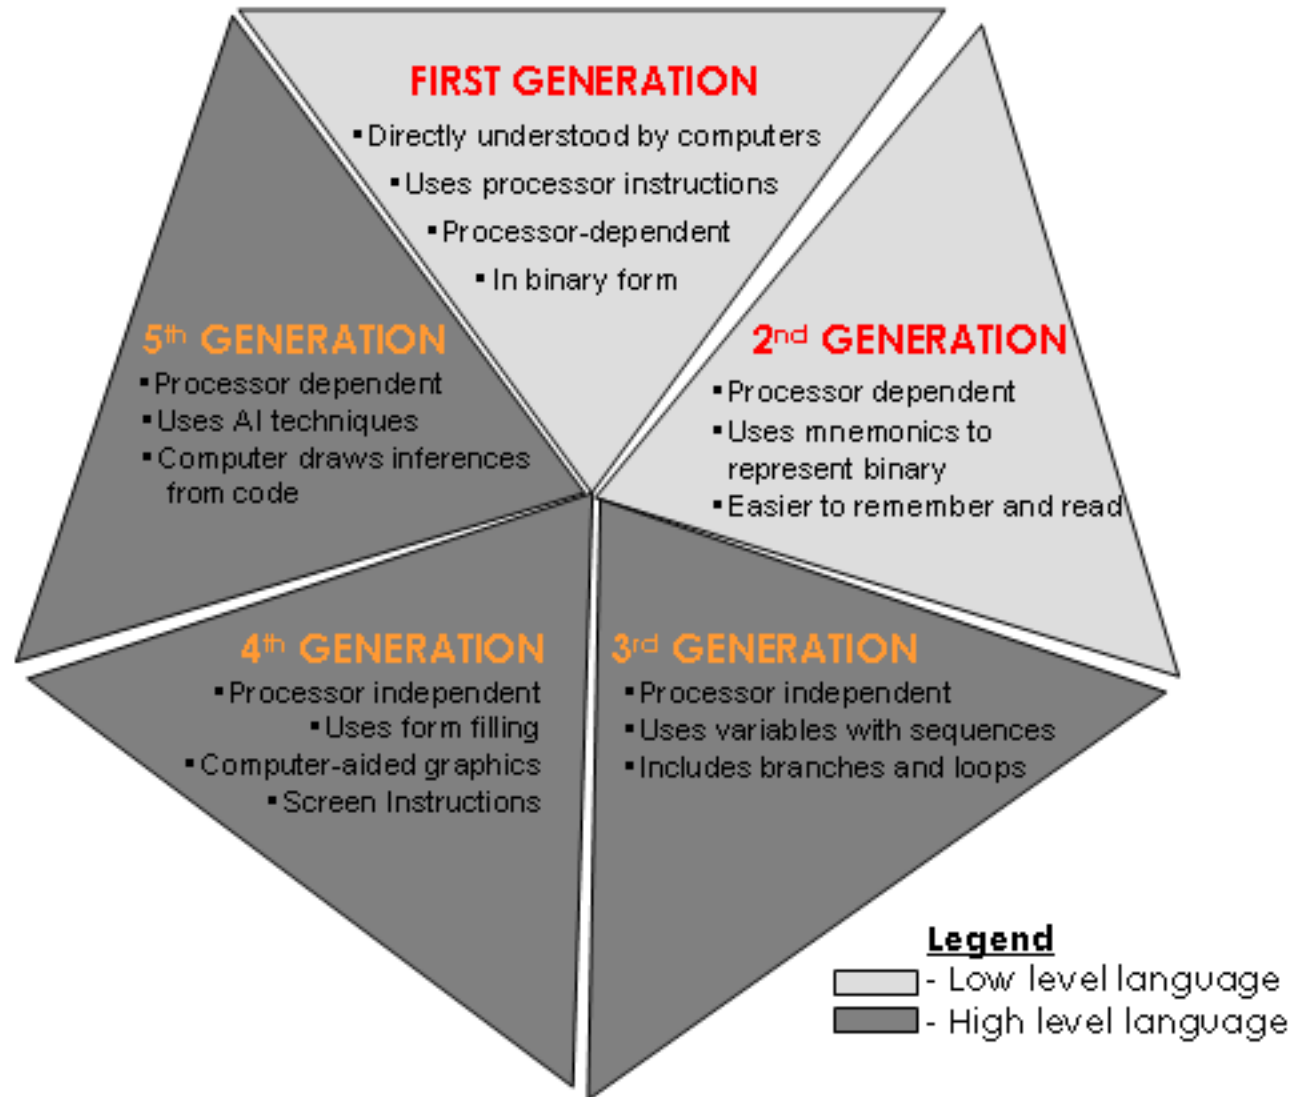 FIRST GENERATION
▪Directly understood by computers
▪Uses processor instructions
▪Processor-dependent
▪In binary form
2nd GENERATION
▪Processor dependent
▪Uses mnemonics to
represent binary
▪Easier to remember and read
3rd GENERATION
▪Processor independent
▪Uses variables with sequences
▪Includes branches and loops
4th GENERATION
▪Processor independent
▪Uses form filling
▪Computer-aided graphics
▪Screen Instructions
5th GENERATION
▪Processor dependent
▪Uses AI techniques
▪Computer draws inferences
from code
Legend
- Low level language
- High level language